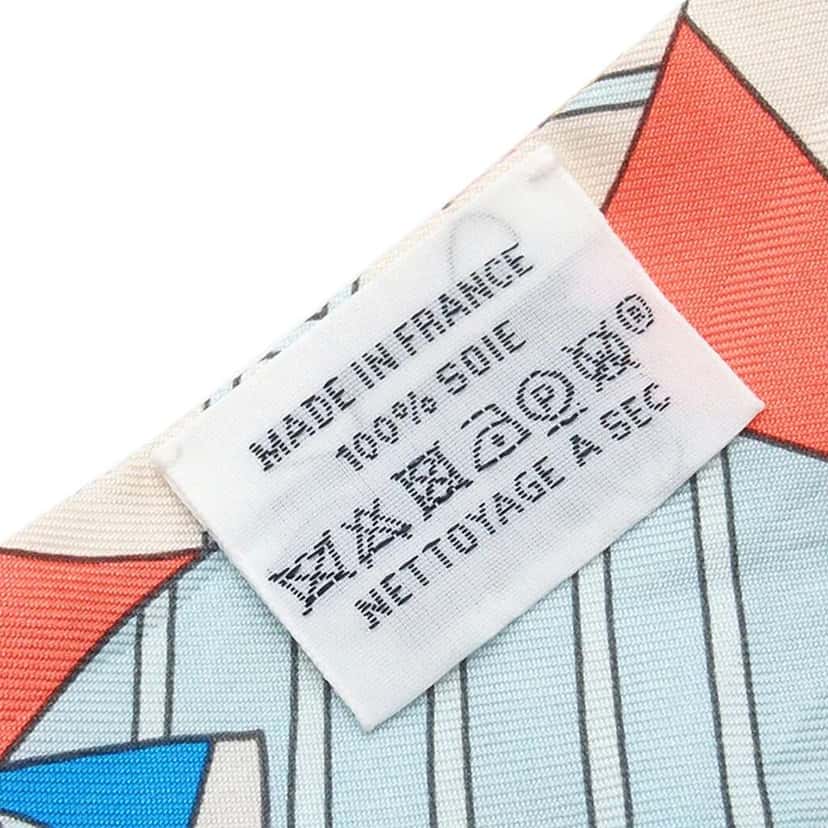 MADE IN FRANCE
100% SOIE
P W ®
NETTOYAGE A SEC